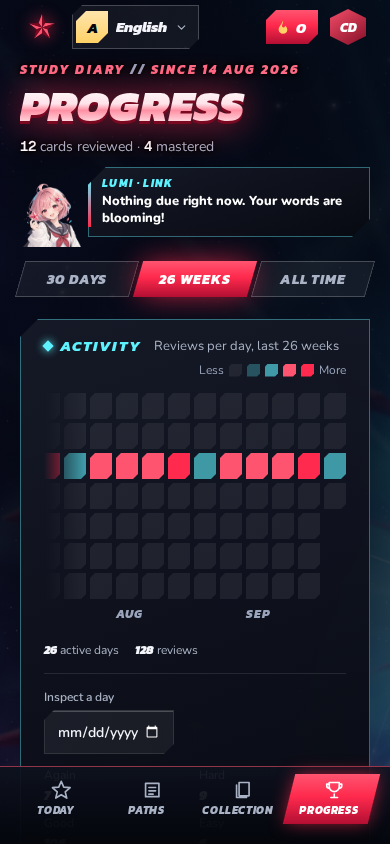 A English 0 CD
STUDY DIARY // SINCE 14 AUG 2026
PROGRESS
12 cards reviewed · 4 mastered
LUMI · LINK
Nothing due right now. Your words are
blooming!
30 DAYS 26 WEEKS ALL TIME
ACTIVITY Reviews per day, last 26 weeks
Less More
AUG SEP
26 active days 128 reviews
Inspect a day
mm/dd/yyyy
Again Hard
TODAY PATHS COLLECTION PROGRESS